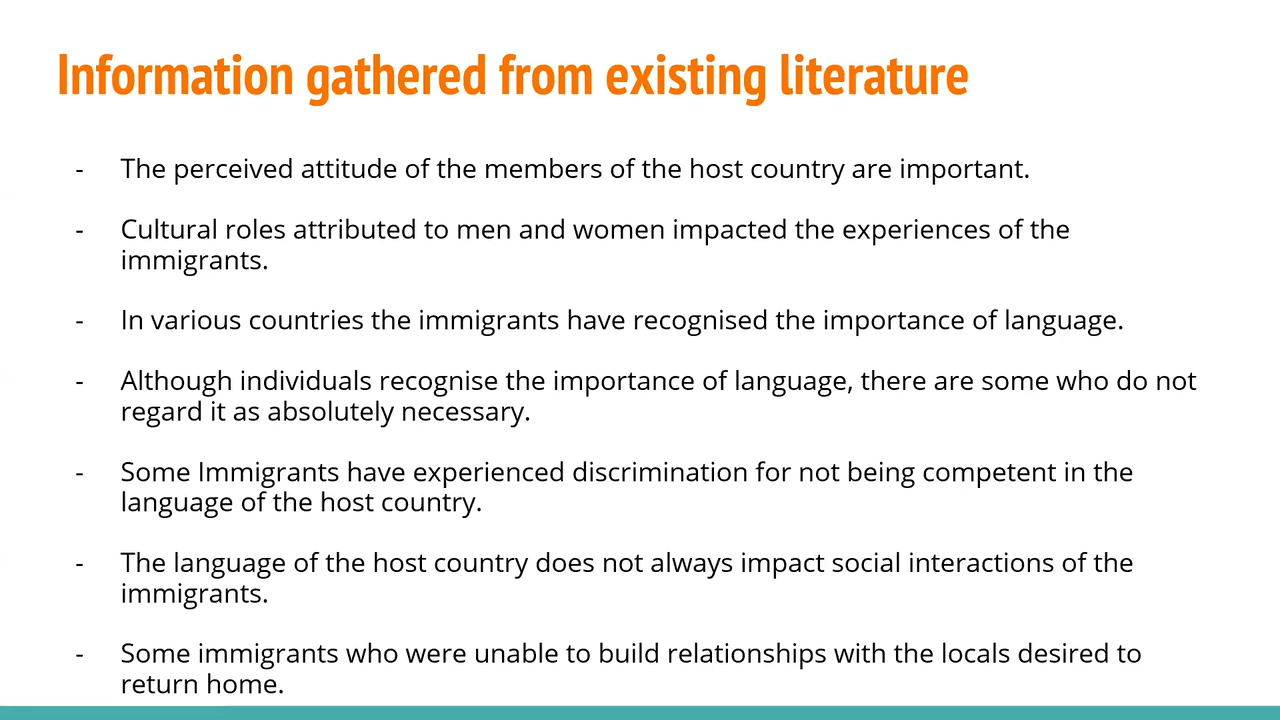 Information gathered from existing literature
- The perceived attitude of the members of the host country are important.
- Cultural roles attributed to men and women impacted the experiences of the
immigrants.
- In various countries the immigrants have recognised the importance of language.
- Although individuals recognise the importance of language, there are some who do not
regard it as absolutely necessary.
- Some Immigrants have experienced discrimination for not being competent in the
language of the host country.
- The language of the host country does not always impact social interactions of the
immigrants.
- Some immigrants who were unable to build relationships with the locals desired to
return home.